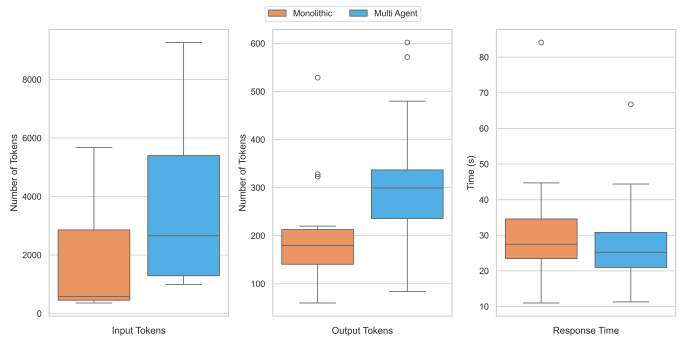 Monolithic
Multi Agent
Number of Tokens
8000
6000
4000
2000
0
Input Tokens
Number of Tokens
600
500
400
300
200
100
Output Tokens
Time (s)
80
70
60
50
40
30
20
10
Response Time